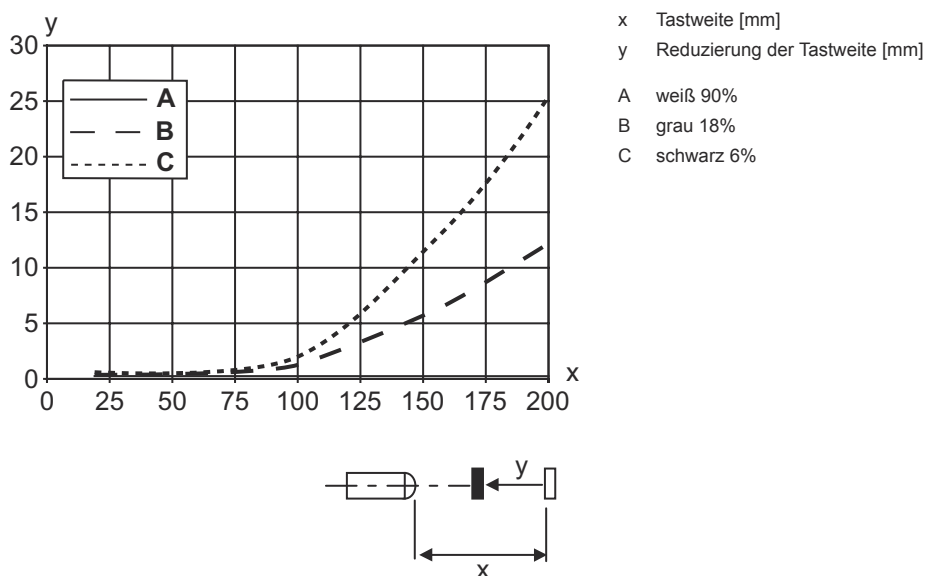 y
30
25
20
15
10
5
0
A
B
C
x
0 25 50 75 100 125 150 175 200
x Tastweite [mm]
y Reduzierung der Tastweite [mm]
A weiß 90%
B grau 18%
C schwarz 6%
y
x